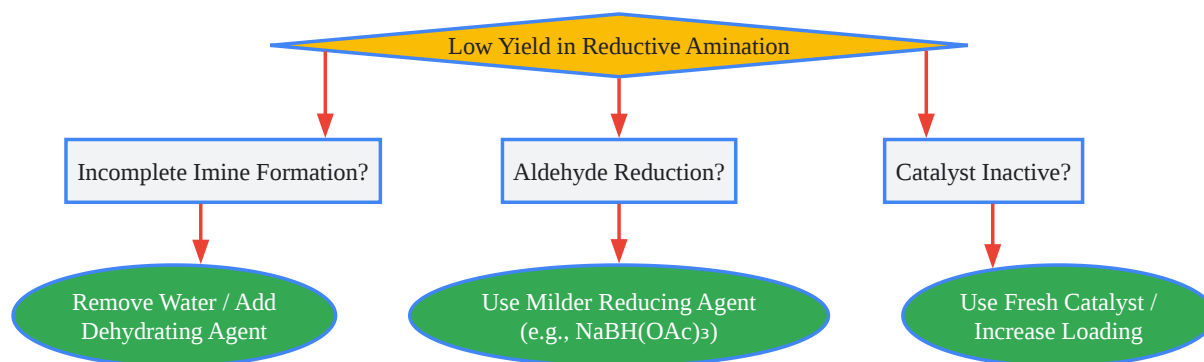 Low Yield in Reductive Amination
Incomplete Imine Formation?
Aldehyde Reduction?
Catalyst Inactive?
Remove Water / Add
Dehydrating Agent
Use Milder Reducing Agent
(e.g., NaBH(OAc)₃)
Use Fresh Catalyst /
Increase Loading